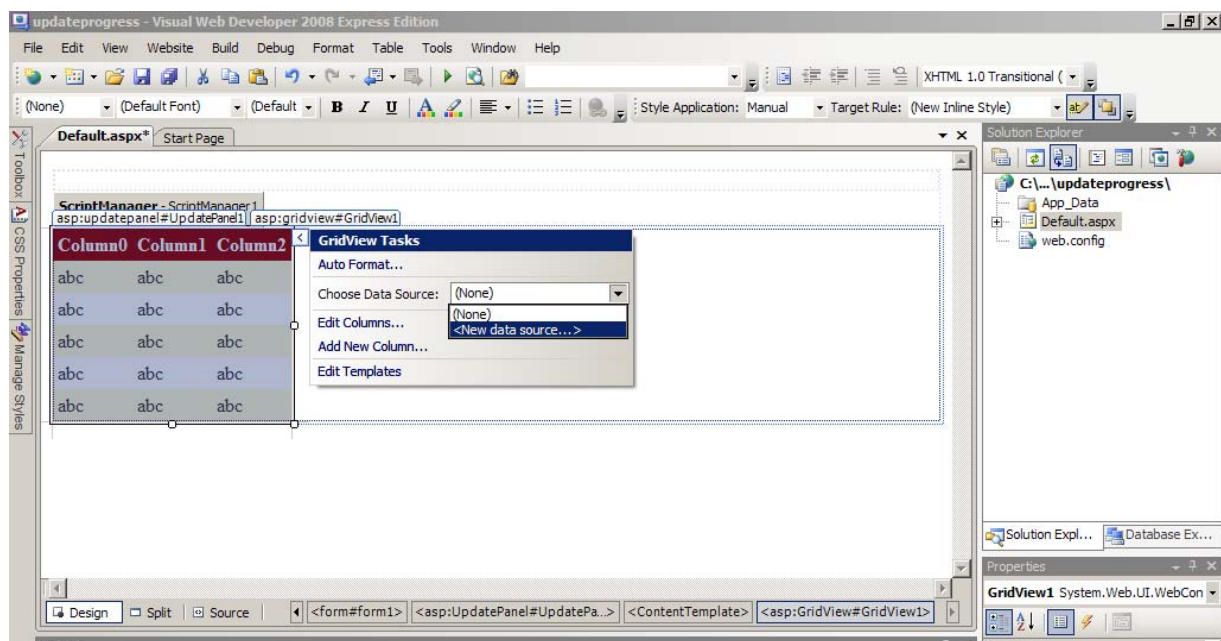 updateprogress - Visual Web Developer 2008 Express Edition
File Edit View Website Build Debug Format Table Tools Window Help
XHTML 1.0 Transitional (
(None) (Default Font) (Default B I U A Style Application: Manual Target Rule: (New Inline Style) ab
Default.aspx* Start Page
Toolbox
CSS Properties
Manage Styles
ScriptManager - ScriptManager1
asp:updatepanel#UpdatePanel1 asp:gridview#GridView1
Column0 Column1 Column2
abc abc abc
abc abc abc
abc abc abc
abc abc abc
abc abc abc
GridView Tasks
Auto Format...
Choose Data Source: (None)
(None)
<New data source...>
Edit Columns...
Add New Column...
Edit Templates
Design Split Source <form#form1> <asp:UpdatePanel#UpdatePa...> <ContentTemplate> <asp:GridView#GridView1>
Solution Explorer
C:\...\updateprogress\
App_Data
Default.aspx
web.config
Solution Expl... Database Ex...
Properties
GridView1 System.Web.UI.WebCon